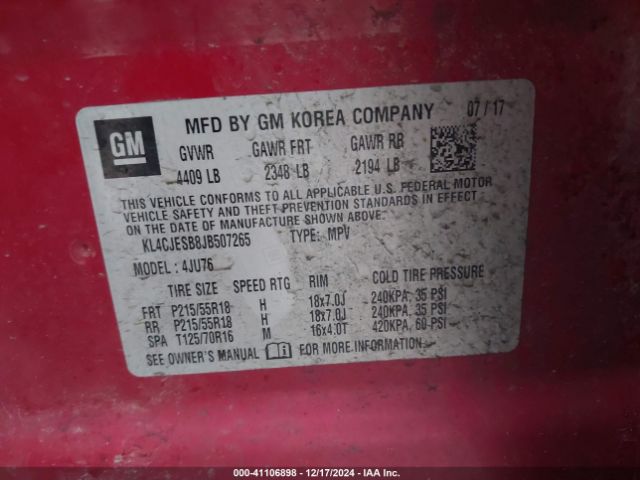 GM
MFD BY GM KOREA COMPANY 07/17
GVWR GAWR FRT GAWR RR
4409 LB 2348 LB 2194 LB
THIS VEHICLE CONFORMS TO ALL APPLICABLE U.S. FEDERAL MOTOR
VEHICLE SAFETY AND THEFT PREVENTION STANDARDS IN EFFECT
ON THE DATE OF MANUFACTURE SHOWN ABOVE.
KL4CJESB8JB507265 TYPE: MPV
MODEL: 4JU76
TIRE SIZE SPEED RTG RIM COLD TIRE PRESSURE
FRT P215/55R18 H 18x7.0J 240KPA, 35 PSI
RR P215/55R18 H 18x7.0J 240KPA, 35 PSI
SPA T125/70R16 M 16x4.0T 420KPA, 60 PSI
SEE OWNER'S MANUAL FOR MORE INFORMATION.
000-41106898 - 12/17/2024 - IAA Inc.